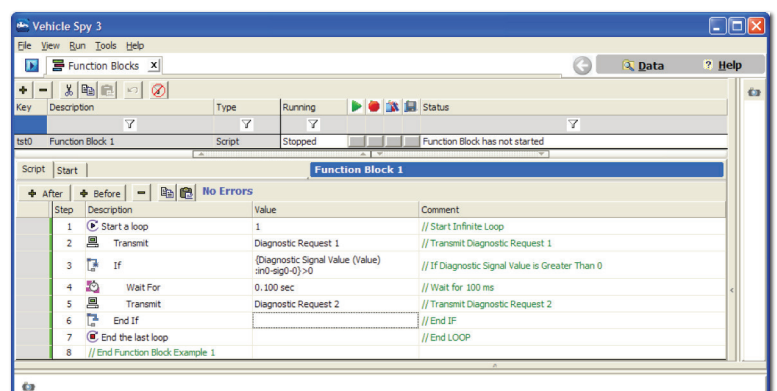 Vehicle Spy 3
File View Run Tools Help
Function Blocks X Data ? Help
Key Description Type Running Status
tst0 Function Block 1 Script Stopped Function Block has not started
Script Start Function Block 1
After Before No Errors
Step Description Value Comment
1 Start a loop 1 // Start Infinite Loop
2 Transmit Diagnostic Request 1 // Transmit Diagnostic Request 1
{Diagnostic Signal Value (Value)
3 If :in0-sig0-0}>0 // If Diagnostic Signal Value is Greater Than 0
4 Wait For 0.100 sec // Wait for 100 ms
5 Transmit Diagnostic Request 2 // Transmit Diagnostic Request 2
6 End If // End IF
7 End the last loop // End LOOP
8 // End Function Block Example 1